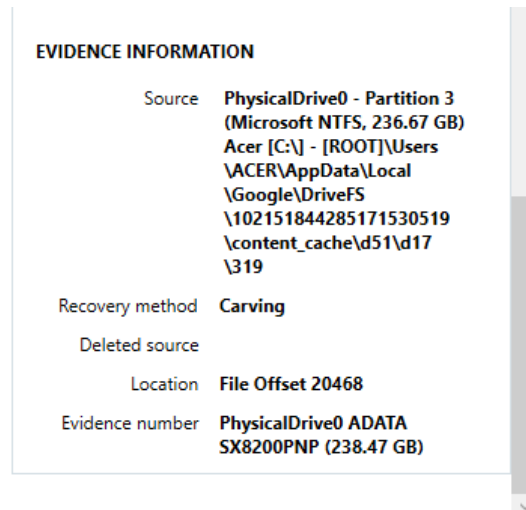 EVIDENCE INFORMATION
Source PhysicalDrive0 - Partition 3
(Microsoft NTFS, 236.67 GB)
Acer [C:\] - [ROOT]\Users
\ACER\AppData\Local
\Google\DriveFS
\102151844285171530519
\content_cache\d51\d17
\319
Recovery method Carving
Deleted source
Location File Offset 20468
Evidence number PhysicalDrive0 ADATA
SX8200PNP (238.47 GB)